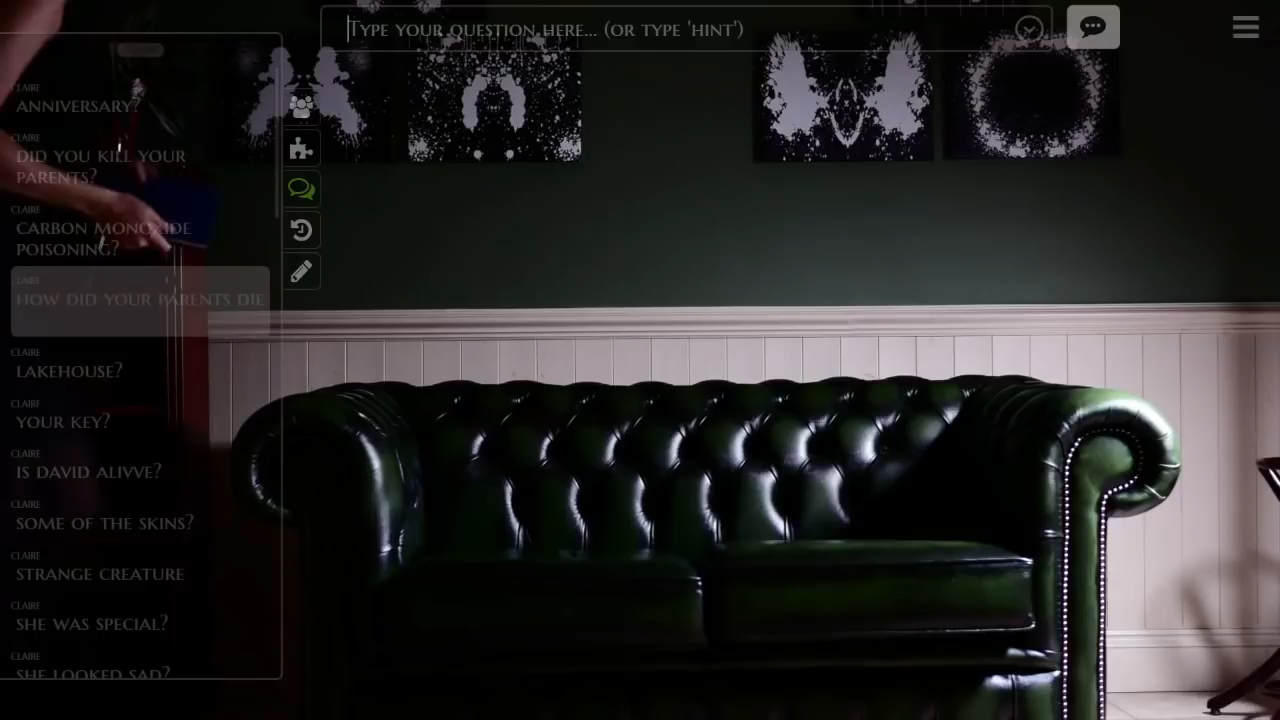 Type your question here... (or type 'hint')
CLAIRE
ANNIVERSARY?
CLAIRE
DID YOU KILL YOUR
PARENTS?
CLAIRE
CARBON MONOXIDE
POISONING?
CLAIRE
HOW DID YOUR PARENTS DIE
CLAIRE
LAKEHOUSE?
CLAIRE
YOUR KEY?
CLAIRE
IS DAVID ALIVVE?
CLAIRE
SOME OF THE SKINS?
CLAIRE
STRANGE CREATURE
CLAIRE
SHE WAS SPECIAL?
CLAIRE
SHE LOOKED SAD?